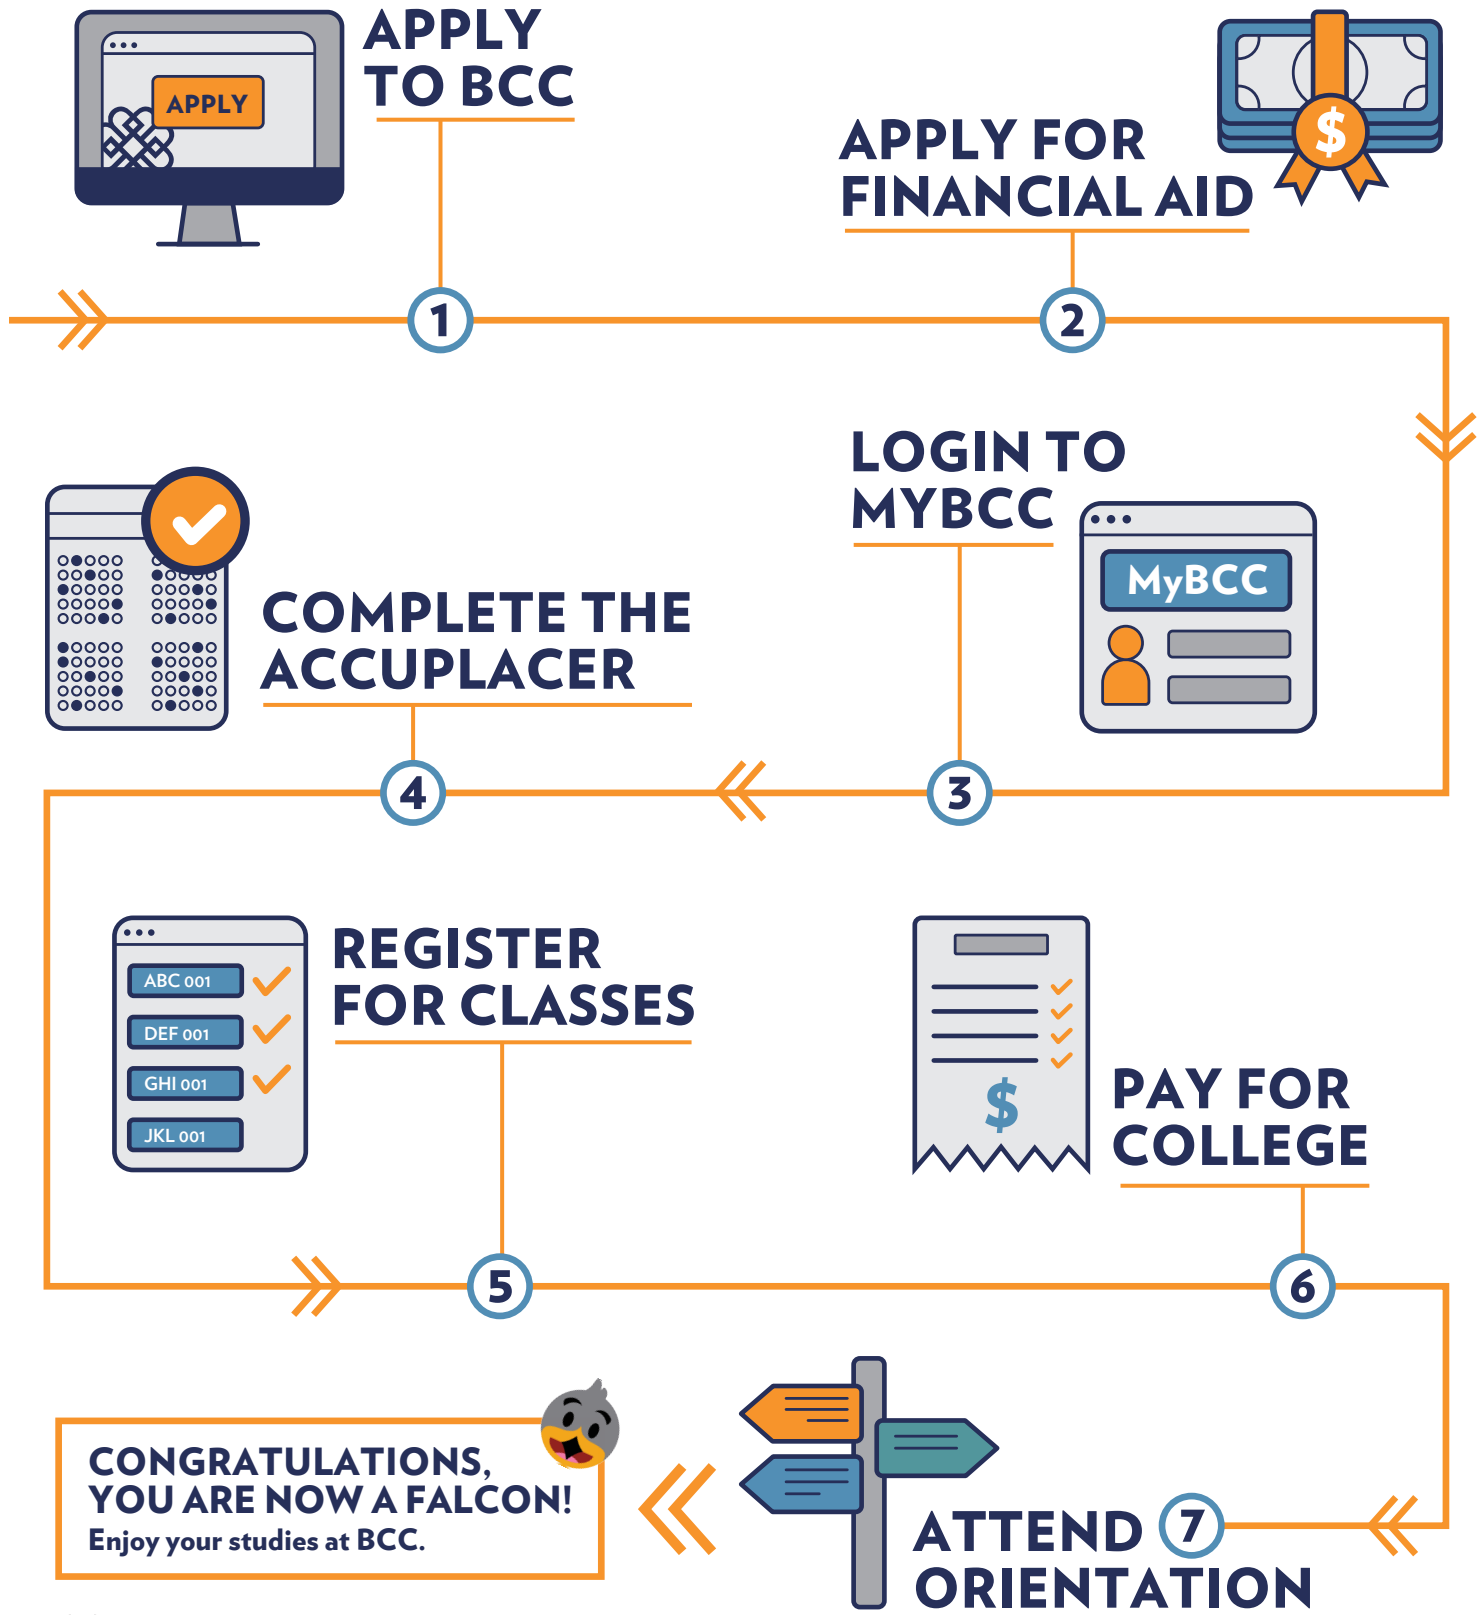 APPLY
TO BCC
APPLY
1
APPLY FOR
FINANCIAL AID
$
2
LOGIN TO
MYBCC
MyBCC
3
COMPLETE THE
ACCUPLACER
4
REGISTER
FOR CLASSES
ABC 001
DEF 001
GHI 001
JKL 001
5
PAY FOR
COLLEGE
$
6
ATTEND
ORIENTATION
7
CONGRATULATIONS,
YOU ARE NOW A FALCON!
Enjoy your studies at BCC.